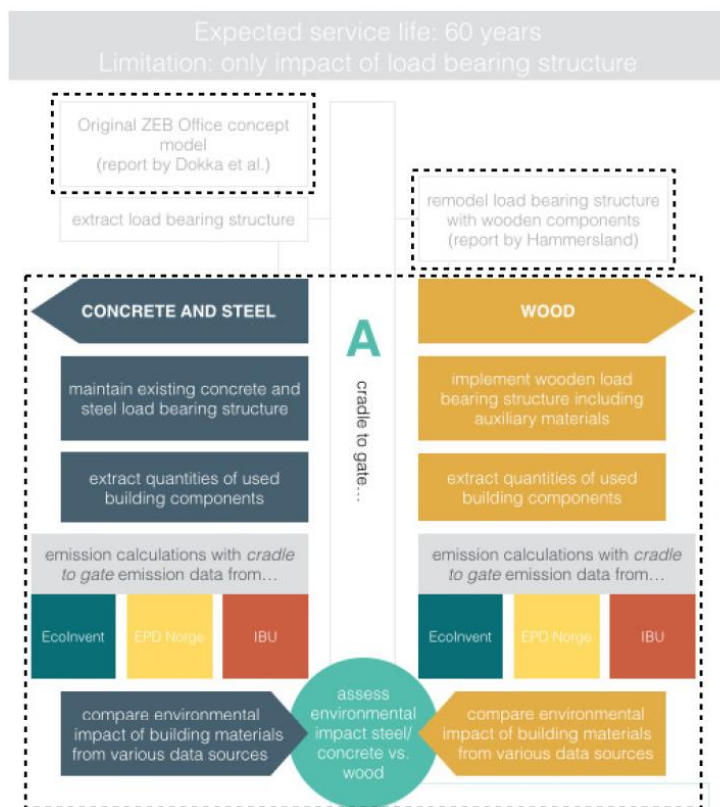 Expected service life: 60 years
Limitation: only impact of load bearing structure
Original ZEB Office concept
model
(report by Dokka et al.)
extract load bearing structure
remodel load bearing structure
with wooden components
(report by Hammersland)
CONCRETE AND STEEL
A
WOOD
cradle to gate…
maintain existing concrete and
steel load bearing structure
implement wooden load
bearing structure including
auxiliary materials
extract quantities of used
building components
extract quantities of used
building components
emission calculations with cradle
to gate emission data from…
emission calculations with cradle
to gate emission data from…
EcoInvent
EPD Norge
IBU
EcoInvent
EPD Norge
IBU
compare environmental
impact of building materials
from various data sources
assess
environmental
impact steel/
concrete vs.
wood
compare environmental
impact of building materials
from various data sources